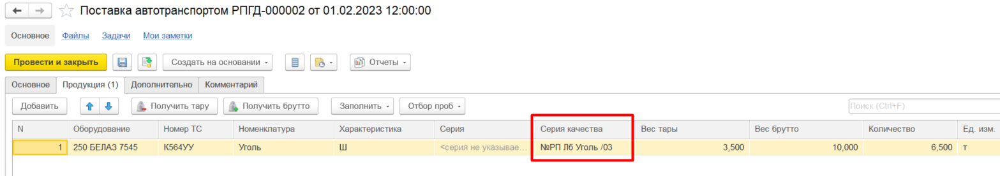 Поставка автотранспортом РПГД-000002 от 01.02.2023 12:00:00
Основное Файлы Задачи Мои заметки
Провести и закрыть Создать на основании Отчеты
Основное Продукция (1) Дополнительно Комментарий
Добавить Получить тару Получить брутто Заполнить Отбор проб Поиск (Ctrl+F)
N Оборудование Номер ТС Номенклатура Характеристика Серия Серия качества Вес тары Вес брутто Количество Ед. изм.
1 250 БЕЛАЗ 7545 К564УУ Уголь Ш <серия не указывае... №РП Лб Уголь /03 3,500 10,000 6,500 т